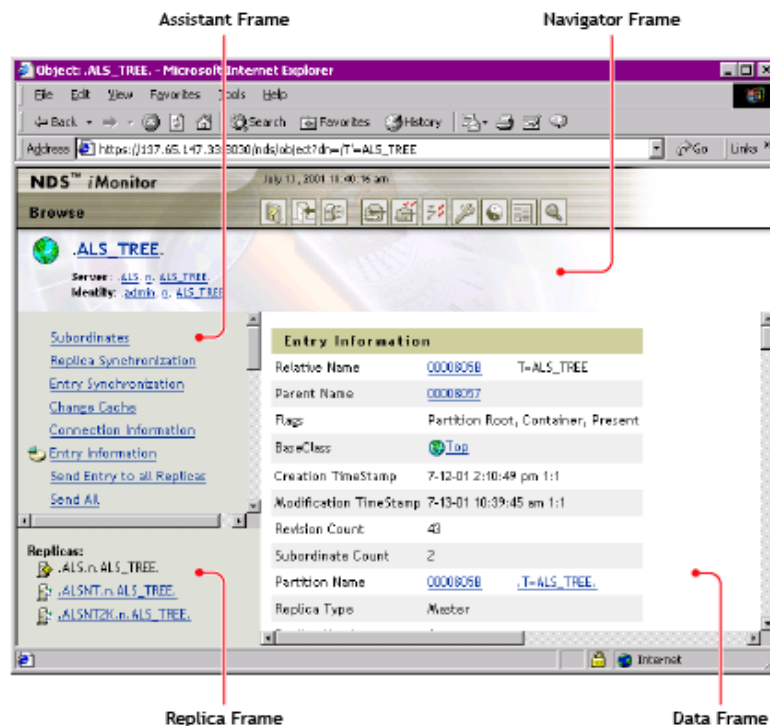 Assistant Frame
Navigator Frame
Object: .ALS_TREE. - Microsoft Internet Explorer
File Edit View Favorites Tools Help
Back Search Favorites History
Address https://137.65.147.33:8030/nds/object?dn=/T=ALS_TREE Go Links
NDS™ iMonitor
July 13, 2001 11:40:16 am
Browse
.ALS_TREE.
Server: .ALS.n.ALS_TREE.
Identity: .admin.n.ALS_TREE
Subordinates
Replica Synchronization
Entry Synchronization
Change Cache
Connection Information
Entry Information
Send Entry to all Replicas
Send All
Replicas:
.ALS.n.ALS_TREE.
.ALSNT.n.ALS_TREE.
.ALSNT2K.n.ALS_TREE.
Entry Information
Relative Name 0000805B T=ALS_TREE
Parent Name 00008057
Flags Partition Root, Container, Present
BaseClass Top
Creation TimeStamp 7-12-01 2:10:49 pm 1:1
Modification TimeStamp 7-13-01 10:39:45 am 1:1
Revision Count 43
Subordinate Count 2
Partition Name 0000805B .T=ALS_TREE.
Replica Type Master
Internet
Replica Frame
Data Frame